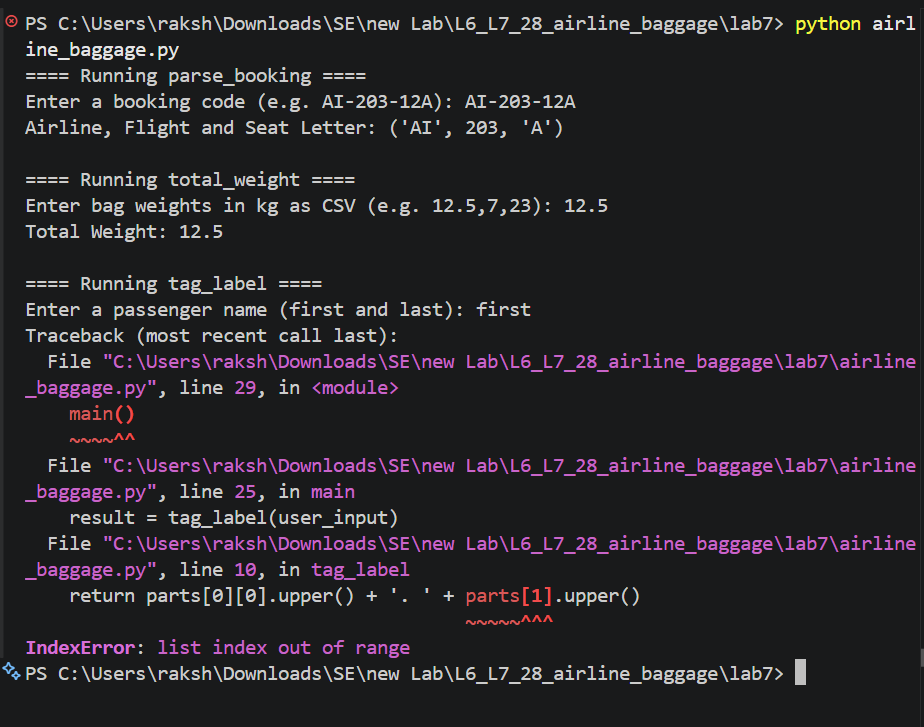 PS C:\Users\raksh\Downloads\SE\new Lab\L6_L7_28_airline_baggage\lab7> python airl
ine_baggage.py
==== Running parse_booking ====
Enter a booking code (e.g. AI-203-12A): AI-203-12A
Airline, Flight and Seat Letter: ('AI', 203, 'A')
==== Running total_weight ====
Enter bag weights in kg as CSV (e.g. 12.5,7,23): 12.5
Total Weight: 12.5
==== Running tag_label ====
Enter a passenger name (first and last): first
Traceback (most recent call last):
  File "C:\Users\raksh\Downloads\SE\new Lab\L6_L7_28_airline_baggage\lab7\airline
_baggage.py", line 29, in <module>
    main()
    ~~~~^^
  File "C:\Users\raksh\Downloads\SE\new Lab\L6_L7_28_airline_baggage\lab7\airline
_baggage.py", line 25, in main
    result = tag_label(user_input)
  File "C:\Users\raksh\Downloads\SE\new Lab\L6_L7_28_airline_baggage\lab7\airline
_baggage.py", line 10, in tag_label
    return parts[0][0].upper() + '. ' + parts[1].upper()
                                        ~~~~~^^^
IndexError: list index out of range
PS C:\Users\raksh\Downloads\SE\new Lab\L6_L7_28_airline_baggage\lab7>